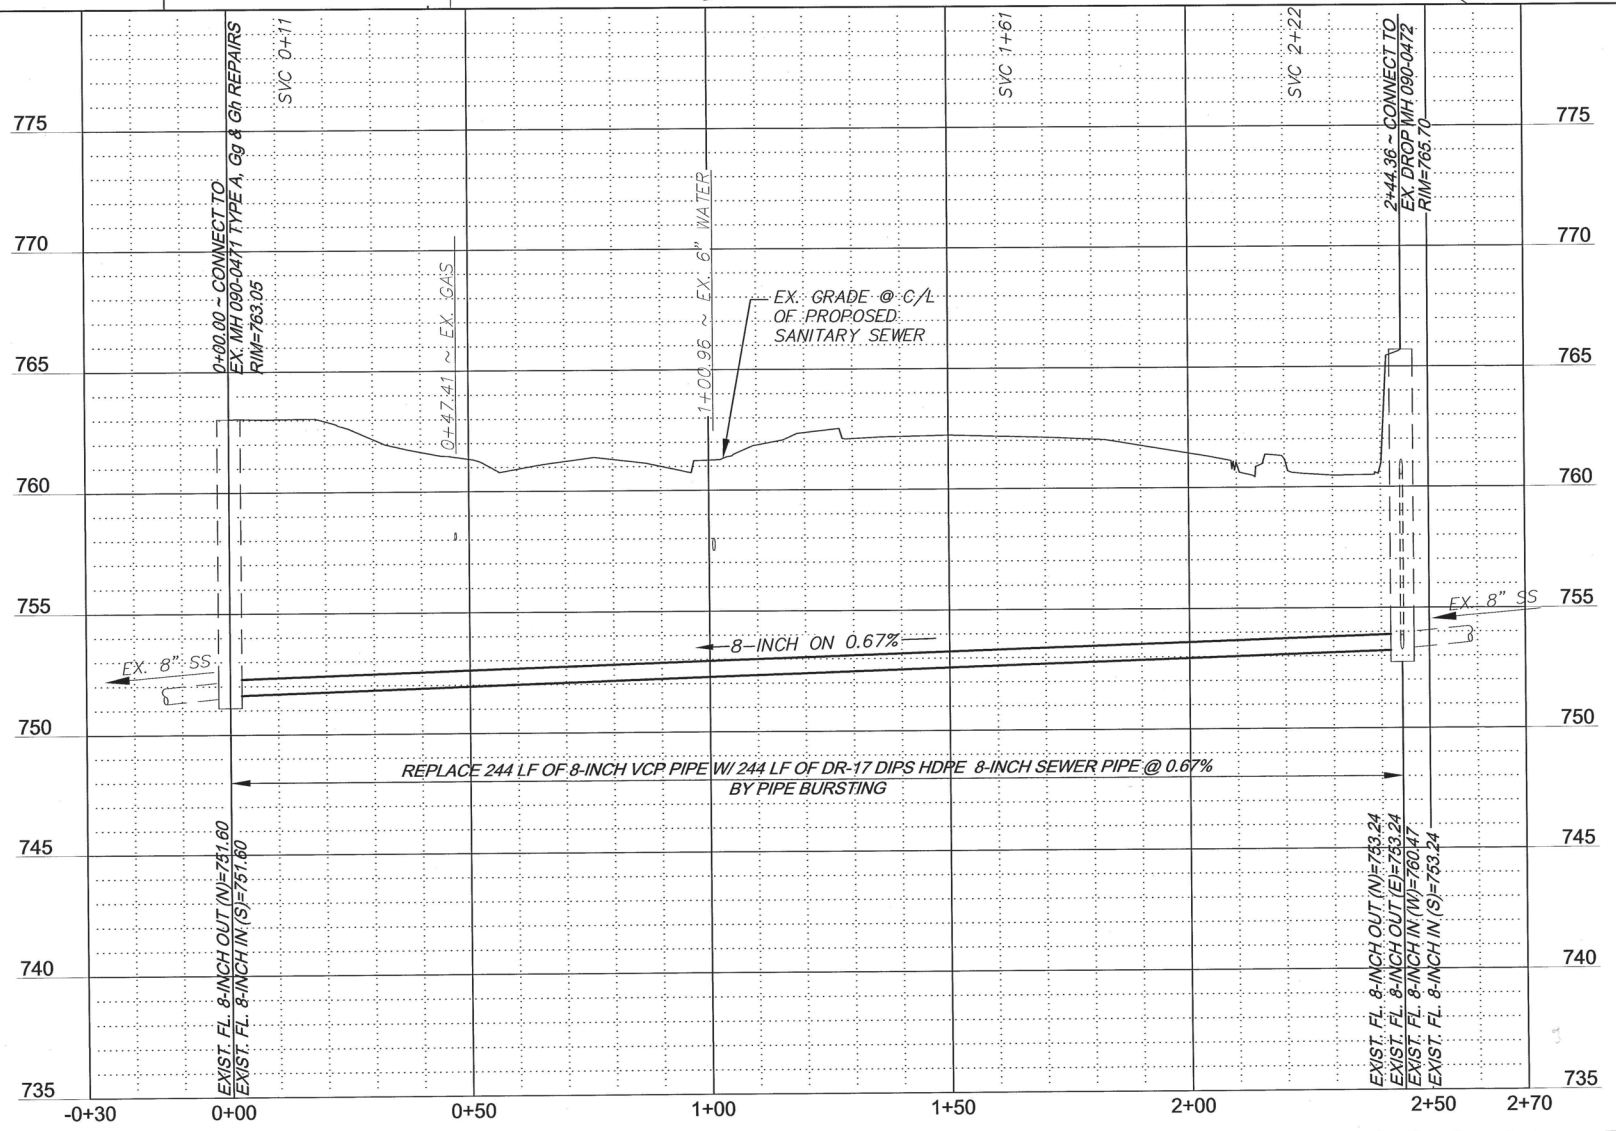 0+00.00 ~ CONNECT TO
EX. MH 090-0471 TYPE A, Gg & Gh REPAIRS
RIM=763.05
SVC 0+11
0+47.41 ~ EX. GAS
1+00.96 ~ EX. 6" WATER
SVC 1+61
SVC 2+22
2+44.36 ~ CONNECT TO
EX. DROP MH 090-0472
RIM=765.70
775
775
770
770
EX. GRADE @ C/L
OF PROPOSED
SANITARY SEWER
765
765
760
760
755
755
EX. 8" SS
8-INCH ON 0.67%
EX. 8" SS
750
750
REPLACE 244 LF OF 8-INCH VCP PIPE W/ 244 LF OF DR-17 DIPS HDPE 8-INCH SEWER PIPE @ 0.67%
BY PIPE BURSTING
745
745
740
740
735
735
EXIST. FL. 8-INCH OUT (N)=751.60
EXIST. FL. 8-INCH IN (S)=751.60
EXIST. FL. 8-INCH OUT (N)=753.24
EXIST. FL. 8-INCH OUT (E)=753.24
EXIST. FL. 8-INCH IN (W)=760.47
EXIST. FL. 8-INCH IN (S)=753.24
-0+30
0+00
0+50
1+00
1+50
2+00
2+50
2+70